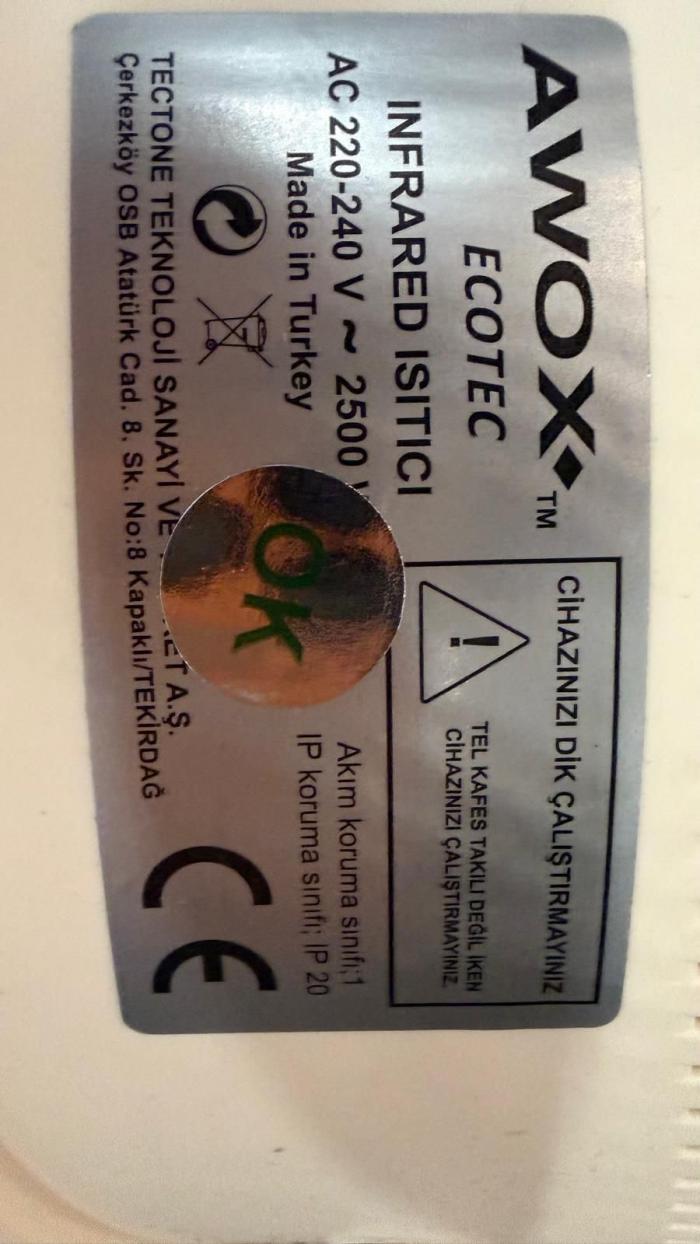 AWOX TM
ECOTEC
INFRARED ISITICI
AC 220-240 V ~ 2500
Made in Turkey
TECTONE TEKNOLOJİ SANAYİ VE A.Ş.
Çerkezköy OSB Atatürk Cad. 8. Sk. No:8 Kapaklı/TEKİRDAĞ
OK
CİHAZINIZI DİK ÇALIŞTIRMAYINIZ
!
TEL KAFES TAKILI DEĞİL İKEN
CİHAZINIZI ÇALIŞTIRMAYINIZ.
Akım koruma sınıfı;1
IP koruma sınıfı; IP 20
CE